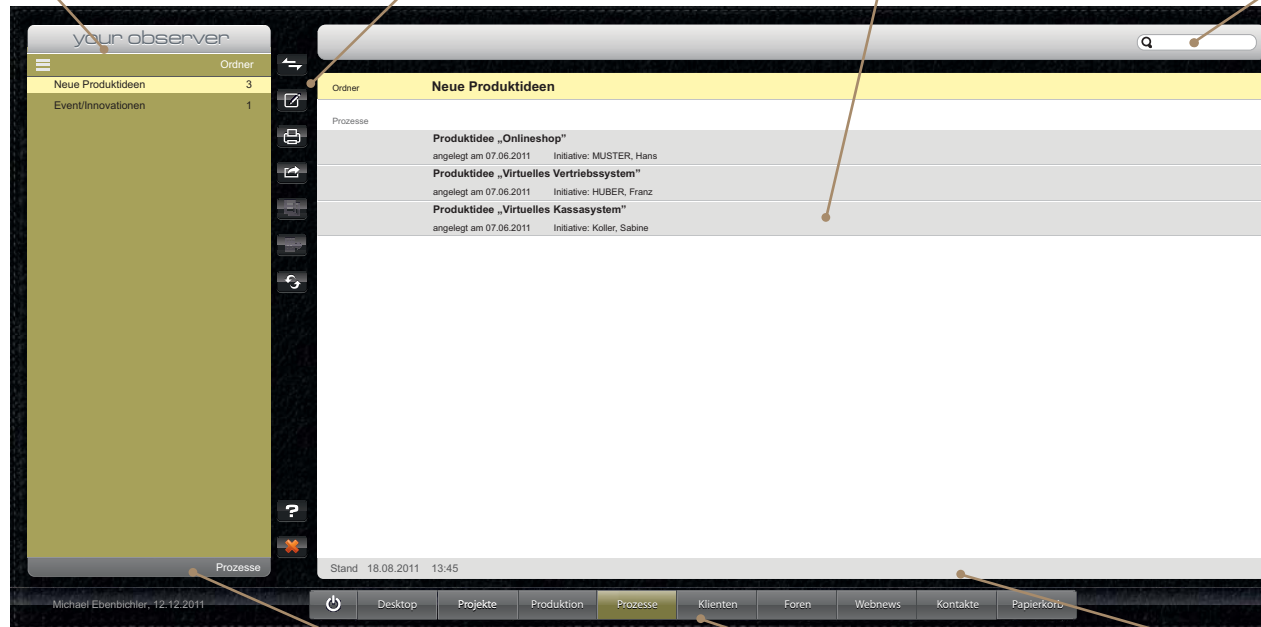 your observer
Ordner
Neue Produktideen 3
Event/Innovationen 1
Prozesse
Michael Ebenbichler, 12.12.2011
Ordner Neue Produktideen
Prozesse
Produktidee „Onlineshop”
angelegt am 07.06.2011 Initiative: MUSTER, Hans
Produktidee „Virtuelles Vertriebssystem”
angelegt am 07.06.2011 Initiative: HUBER, Franz
Produktidee „Virtuelles Kassasystem”
angelegt am 07.06.2011 Initiative: Koller, Sabine
?
Stand 18.08.2011 13:45
Desktop Projekte Produktion Prozesse Klienten Foren Webnews Kontakte Papierkorb